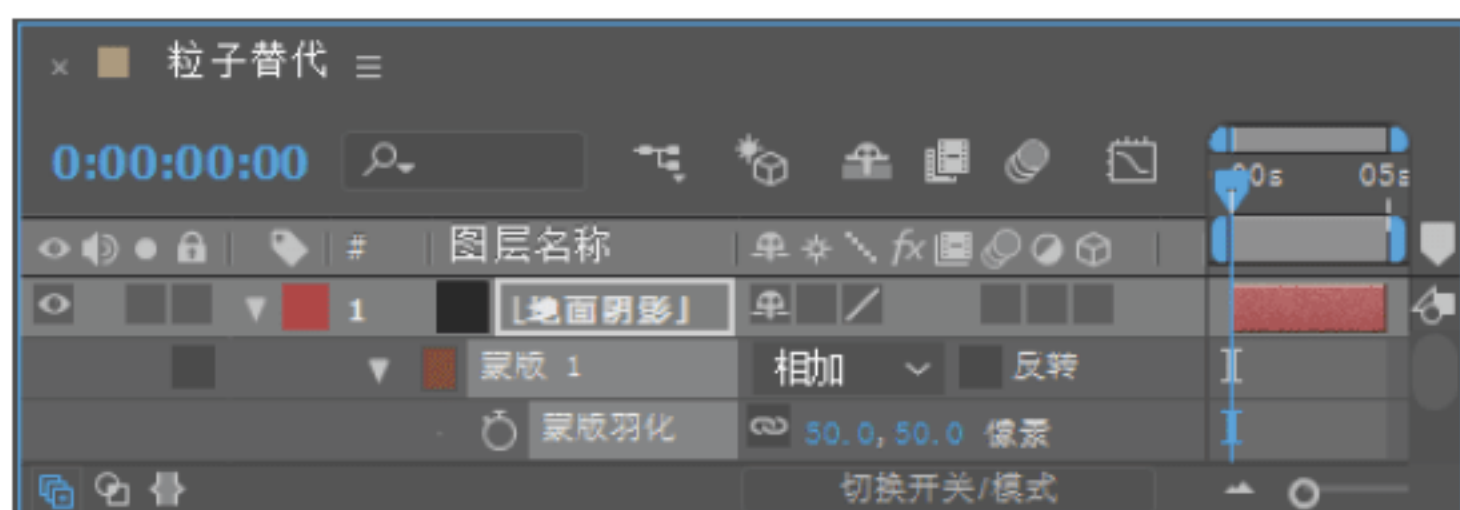 粒子替代
0:00:00:00
00s 05s
# 图层名称 fx
1 [地面阴影]
蒙版 1 相加 反转
蒙版羽化 50.0,50.0 像素
切换开关/模式